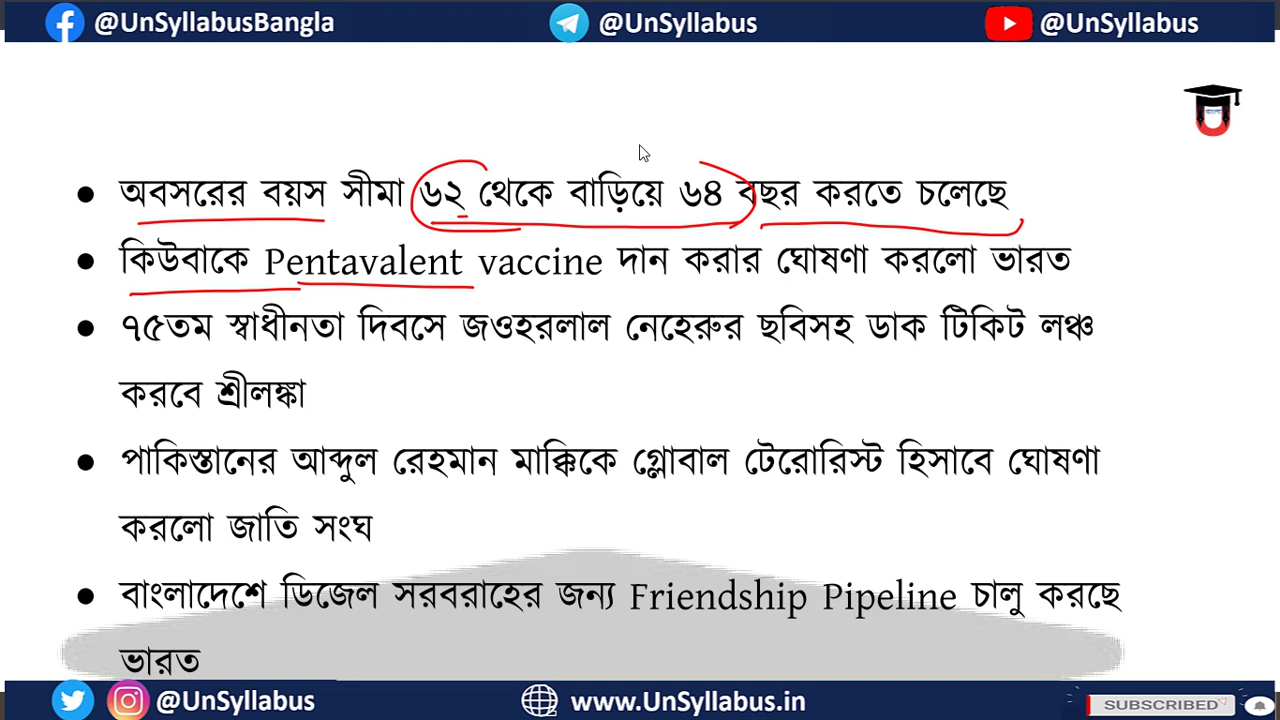 @UnSyllabusBangla @UnSyllabus @UnSyllabus
● অবসরের বয়স সীমা ৬২ থেকে বাড়িয়ে ৬৪ বছর করতে চলেছে
● কিউবাকে Pentavalent vaccine দান করার ঘোষণা করলো ভারত
● ৭৫তম স্বাধীনতা দিবসে জওহরলাল নেহেরুর ছবিসহ ডাক টিকিট লঞ্চ
করবে শ্রীলঙ্কা
● পাকিস্তানের আব্দুল রেহমান মাক্কিকে গ্লোবাল টেরোরিস্ট হিসাবে ঘোষণা
করলো জাতি সংঘ
● বাংলাদেশে ডিজেল সরবরাহের জন্য Friendship Pipeline চালু করছে
ভারত
@UnSyllabus www.UnSyllabus.in SUBSCRIBED